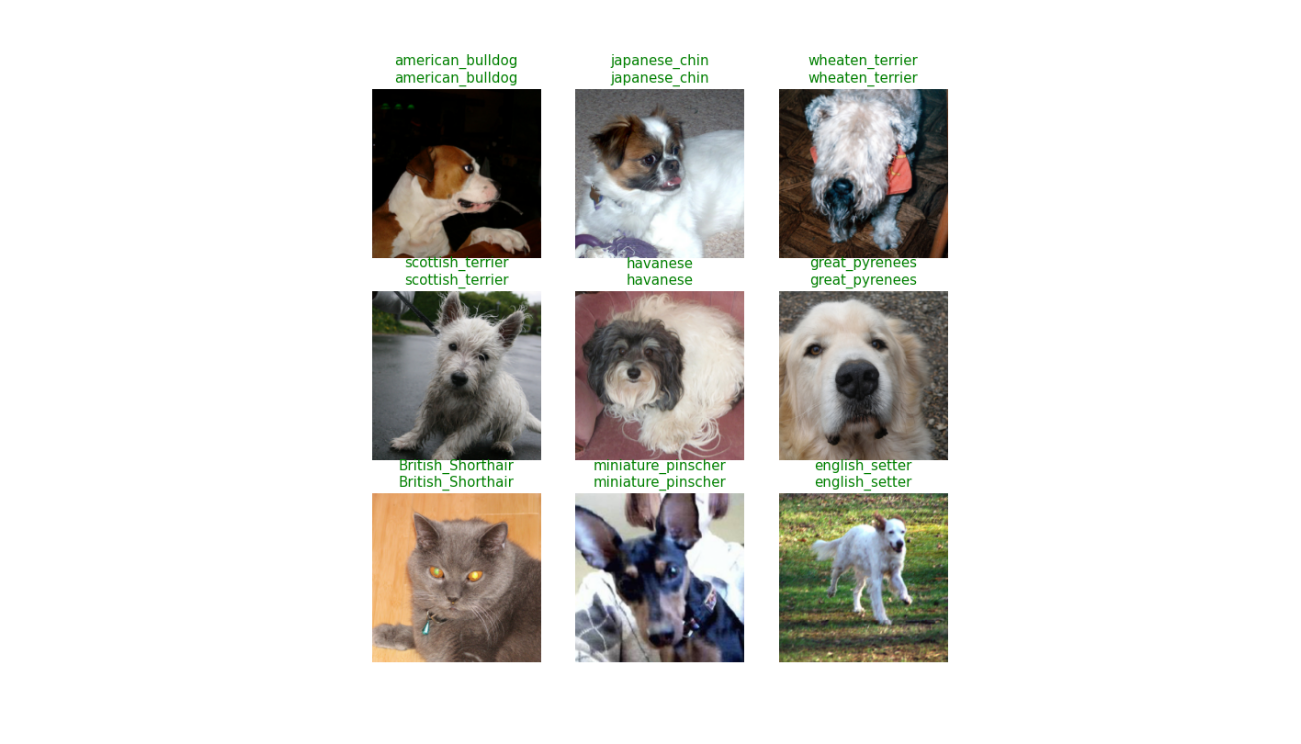 american_bulldog
american_bulldog
japanese_chin
japanese_chin
wheaten_terrier
wheaten_terrier
scottish_terrier
scottish_terrier
havanese
havanese
great_pyrenees
great_pyrenees
British_Shorthair
British_Shorthair
miniature_pinscher
miniature_pinscher
english_setter
english_setter